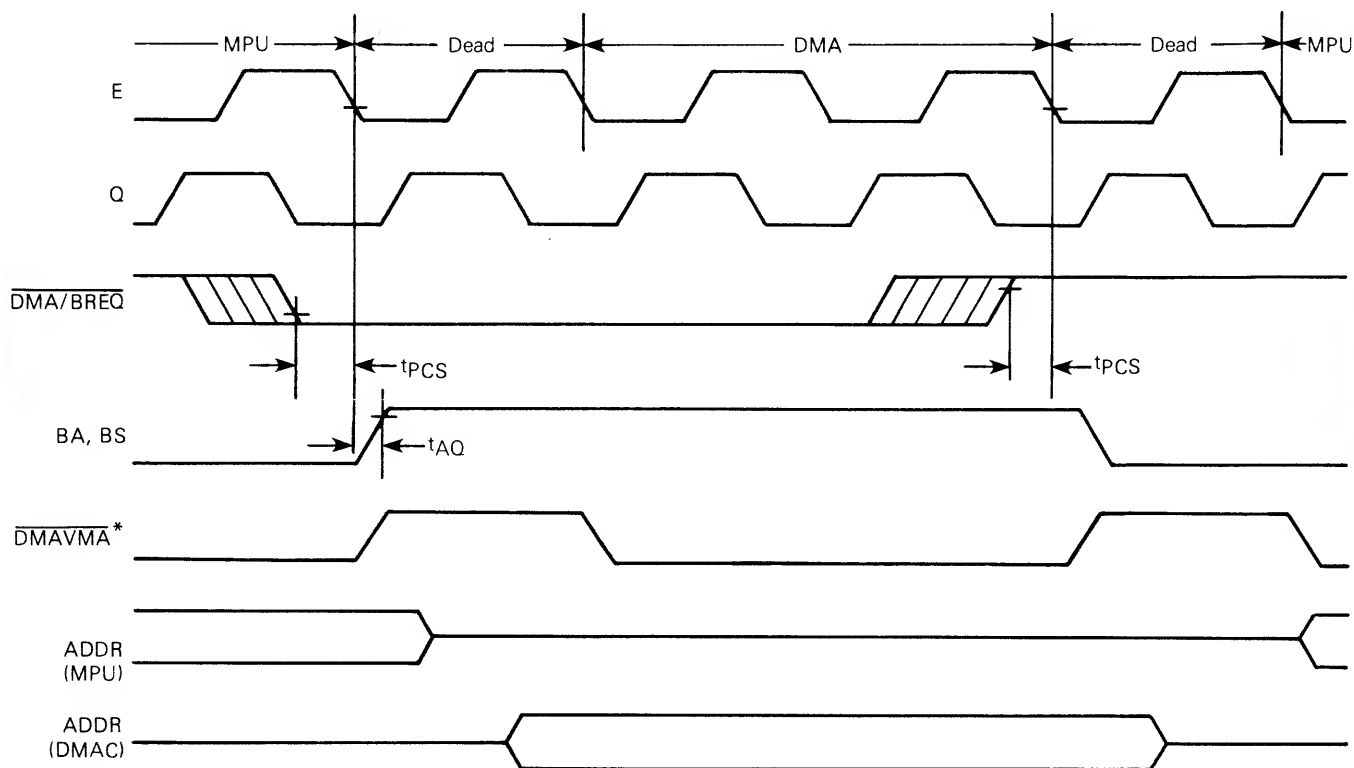 MPU Dead DMA Dead MPU
E
Q
DMA/BREQ
tPCS tPCS
BA, BS
tAQ
DMAVMA*
ADDR
(MPU)
ADDR
(DMAC)